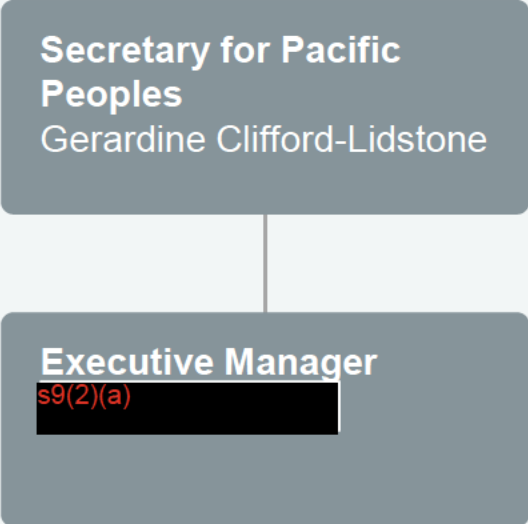 Secretary for Pacific
Peoples
Gerardine Clifford-Lidstone
Executive Manager
s9(2)(a)